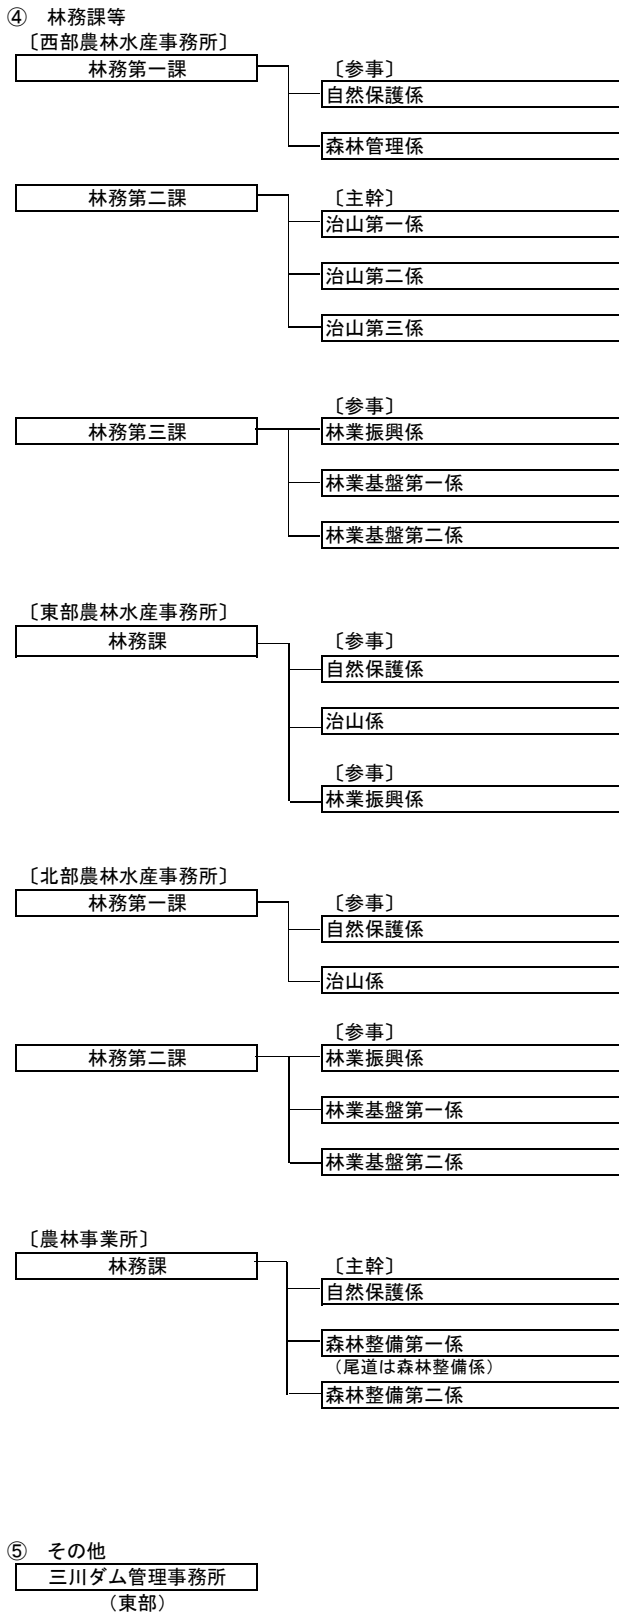 ④　林務課等
〔西部農林水産事務所〕
林務第一課
〔参事〕
自然保護係
森林管理係
林務第二課
〔主幹〕
治山第一係
治山第二係
治山第三係
〔参事〕
林務第三課
林業振興係
林業基盤第一係
林業基盤第二係
〔東部農林水産事務所〕
林務課
〔参事〕
自然保護係
治山係
〔参事〕
林業振興係
〔北部農林水産事務所〕
林務第一課
〔参事〕
自然保護係
治山係
〔参事〕
林務第二課
林業振興係
林業基盤第一係
林業基盤第二係
〔農林事業所〕
林務課
〔主幹〕
自然保護係
森林整備第一係
（尾道は森林整備係）
森林整備第二係
⑤　その他
三川ダム管理事務所
（東部）